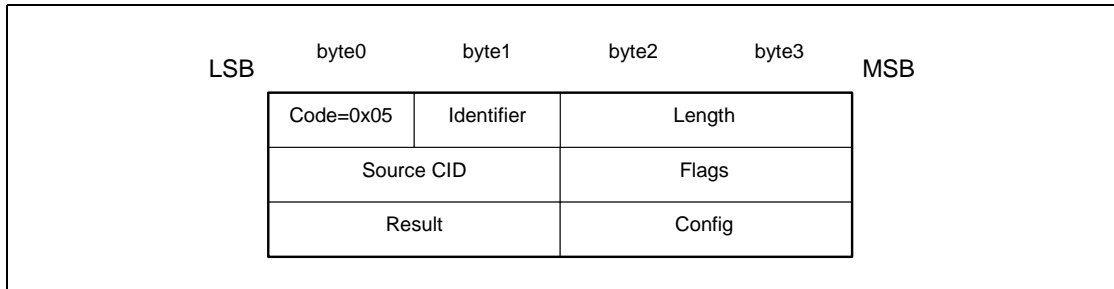 LSB byte0 byte1 byte2 byte3 MSB
Code=0x05 Identifier Length
Source CID Flags
Result Config